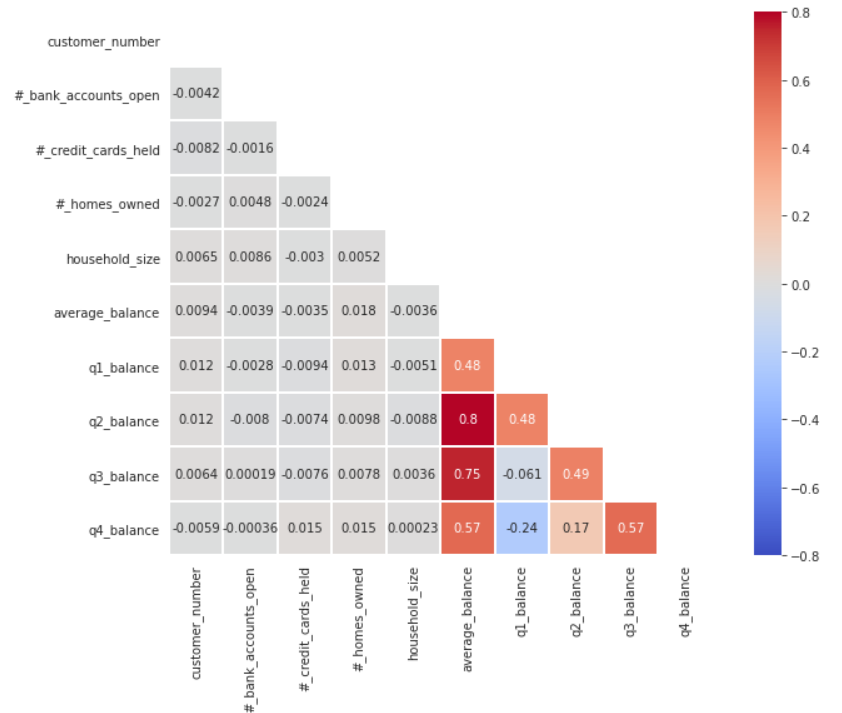 customer_number
#_bank_accounts_open -0.0042
#_credit_cards_held -0.0082 -0.0016
#_homes_owned -0.0027 0.0048 -0.0024
household_size 0.0065 0.0086 -0.003 0.0052
average_balance 0.0094 -0.0039 -0.0035 0.018 -0.0036
q1_balance 0.012 -0.0028 -0.0094 0.013 -0.0051 0.48
q2_balance 0.012 -0.008 -0.0074 0.0098 -0.0088 0.8 0.48
q3_balance 0.0064 0.00019 -0.0076 0.0078 0.0036 0.75 -0.061 0.49
q4_balance -0.0059 -0.00036 0.015 0.015 0.00023 0.57 -0.24 0.17 0.57
customer_number
#_bank_accounts_open
#_credit_cards_held
#_homes_owned
household_size
average_balance
q1_balance
q2_balance
q3_balance
q4_balance
0.8
0.6
0.4
0.2
0.0
−0.2
−0.4
−0.6
−0.8